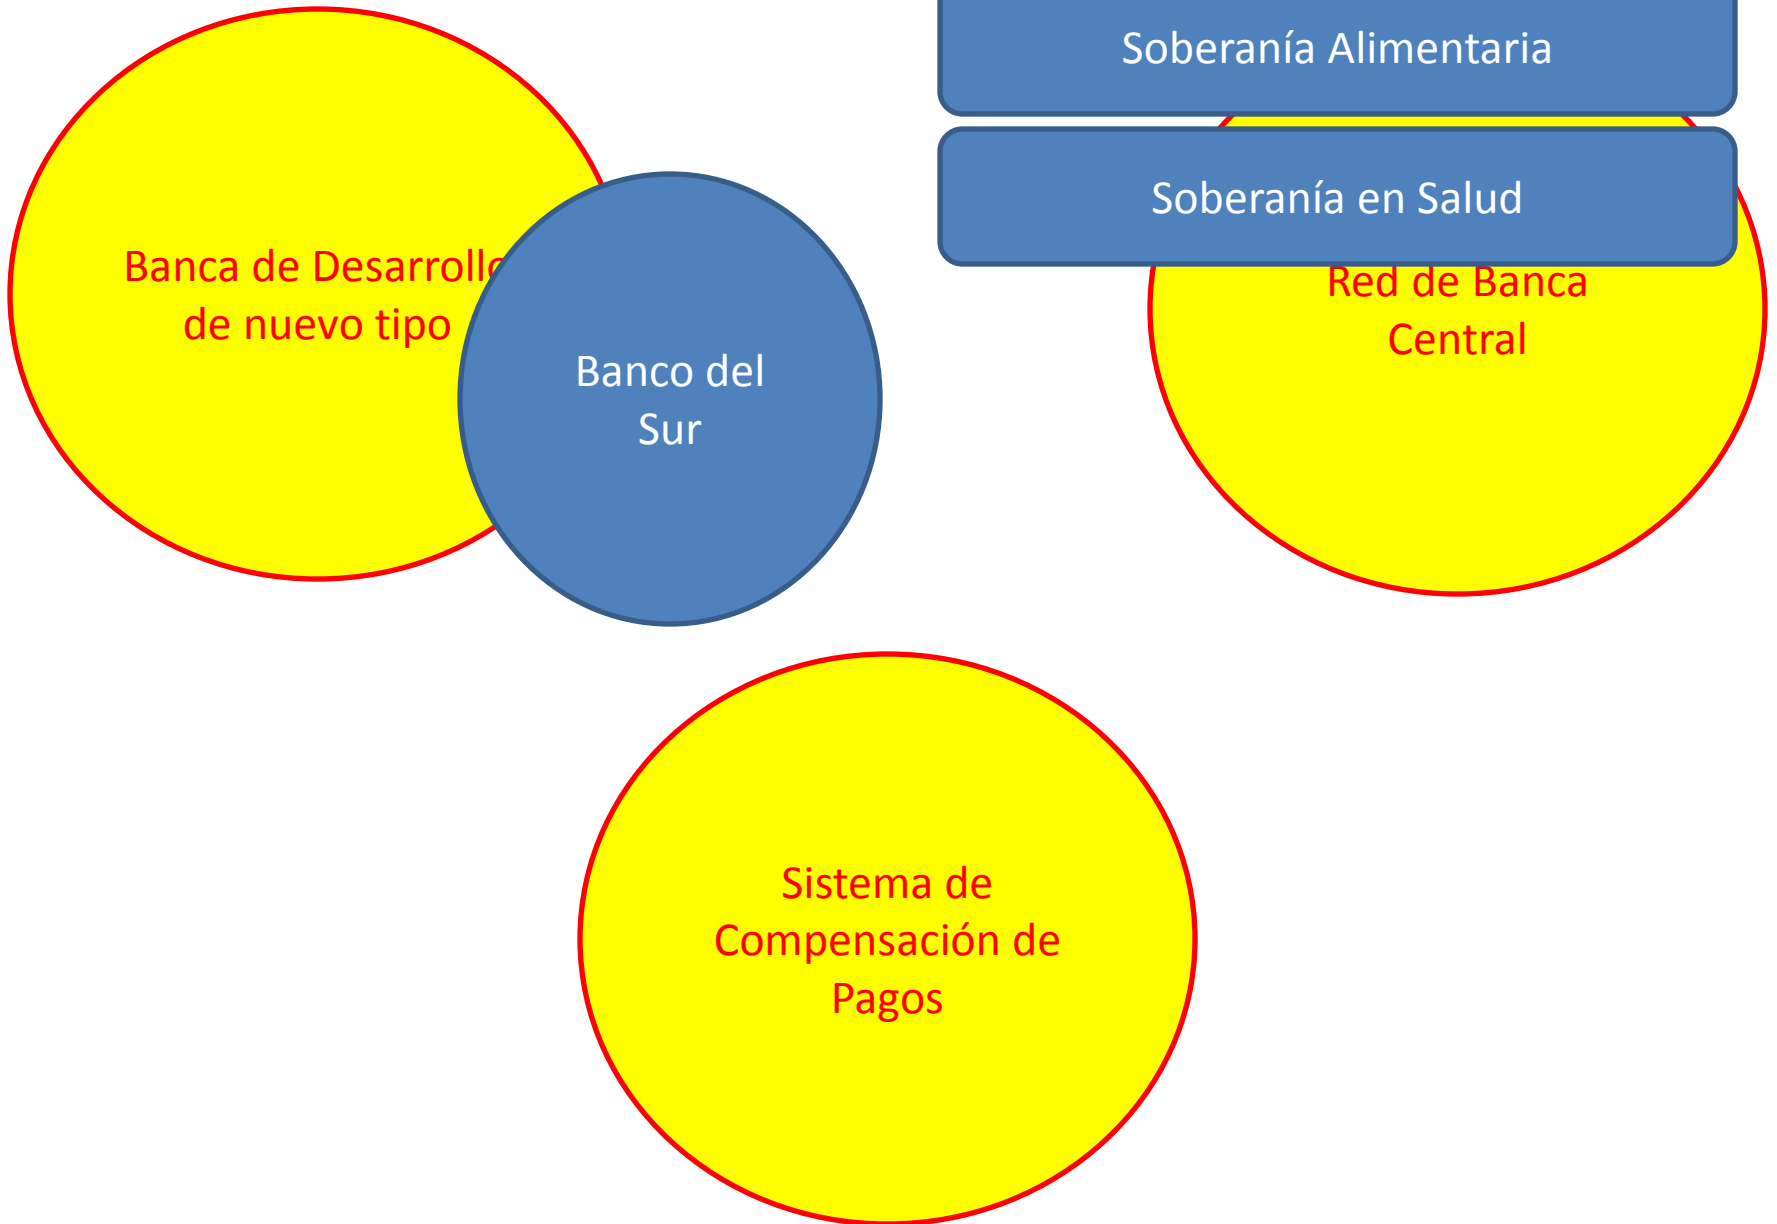 Soberanía Alimentaria
Soberanía en Salud
Banca de Desarrollo
de nuevo tipo
Banco del
Sur
Red de Banca
Central
Sistema de
Compensación de
Pagos